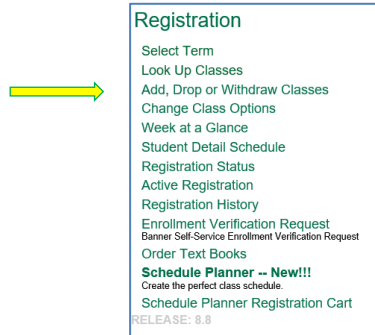 Registration
Select Term
Look Up Classes
Add, Drop or Withdraw Classes
Change Class Options
Week at a Glance
Student Detail Schedule
Registration Status
Active Registration
Registration History
Enrollment Verification Request
Banner Self-Service Enrollment Verification Request
Order Text Books
Schedule Planner -- New!!!
Create the perfect class schedule.
Schedule Planner Registration Cart
RELEASE: 8.8